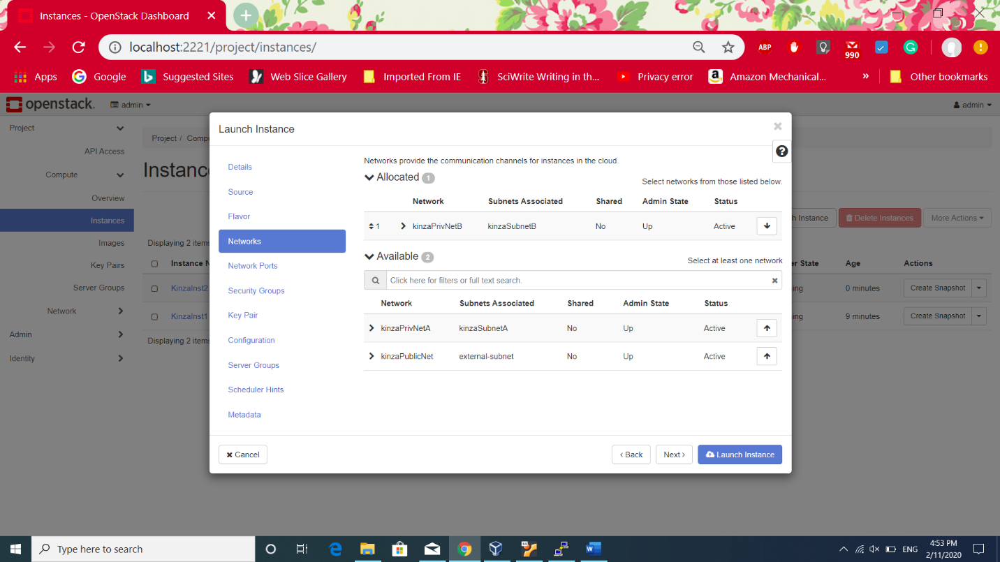 Instances - OpenStack Dashboard
localhost:2221/project/instances/
ABP
990
Apps Google Suggested Sites Web Slice Gallery Imported From IE SciWrite Writing in th... Privacy error Amazon Mechanical... » Other bookmarks
openstack. admin admin
Project
API Access
Compute
Overview
Instances
Images
Key Pairs
Server Groups
Network
Admin
Identity
Project / Comp
Instanc
h Instance Delete Instances More Actions
Displaying 2 items
Instance N er State Age Actions
KinzaInst2 ing 0 minutes Create Snapshot
KinzaInst1 ing 9 minutes Create Snapshot
Displaying 2 items
Launch Instance ×
Details
Source
Flavor
Networks
Network Ports
Security Groups
Key Pair
Configuration
Server Groups
Scheduler Hints
Metadata
Networks provide the communication channels for instances in the cloud.
Allocated 1
Select networks from those listed below.
Network Subnets Associated Shared Admin State Status
1 kinzaPrivNetB kinzaSubnetB No Up Active
Available 2
Select at least one network
Click here for filters or full text search.
Network Subnets Associated Shared Admin State Status
kinzaPrivNetA kinzaSubnetA No Up Active
kinzaPublicNet external-subnet No Up Active
× Cancel ‹ Back Next › Launch Instance
Type here to search
ENG
4:53 PM
2/11/2020